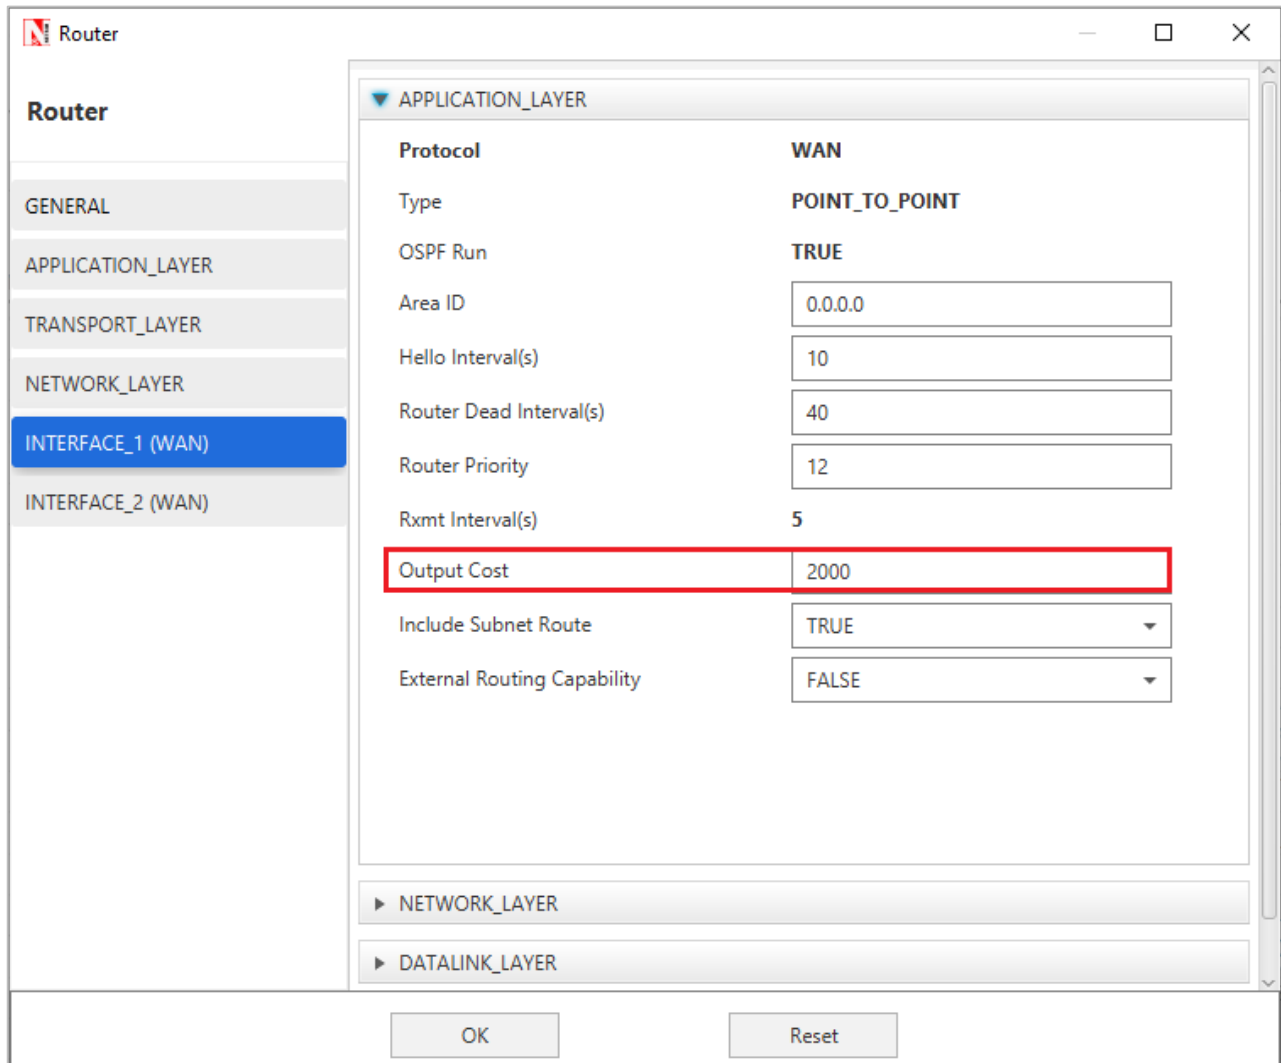 Router
Router
GENERAL
APPLICATION_LAYER
TRANSPORT_LAYER
NETWORK_LAYER
INTERFACE_1 (WAN)
INTERFACE_2 (WAN)
APPLICATION_LAYER
Protocol WAN
Type POINT_TO_POINT
OSPF Run TRUE
Area ID 0.0.0.0
Hello Interval(s) 10
Router Dead Interval(s) 40
Router Priority 12
Rxmt Interval(s) 5
Output Cost 2000
Include Subnet Route TRUE
External Routing Capability FALSE
NETWORK_LAYER
DATALINK_LAYER
OK Reset